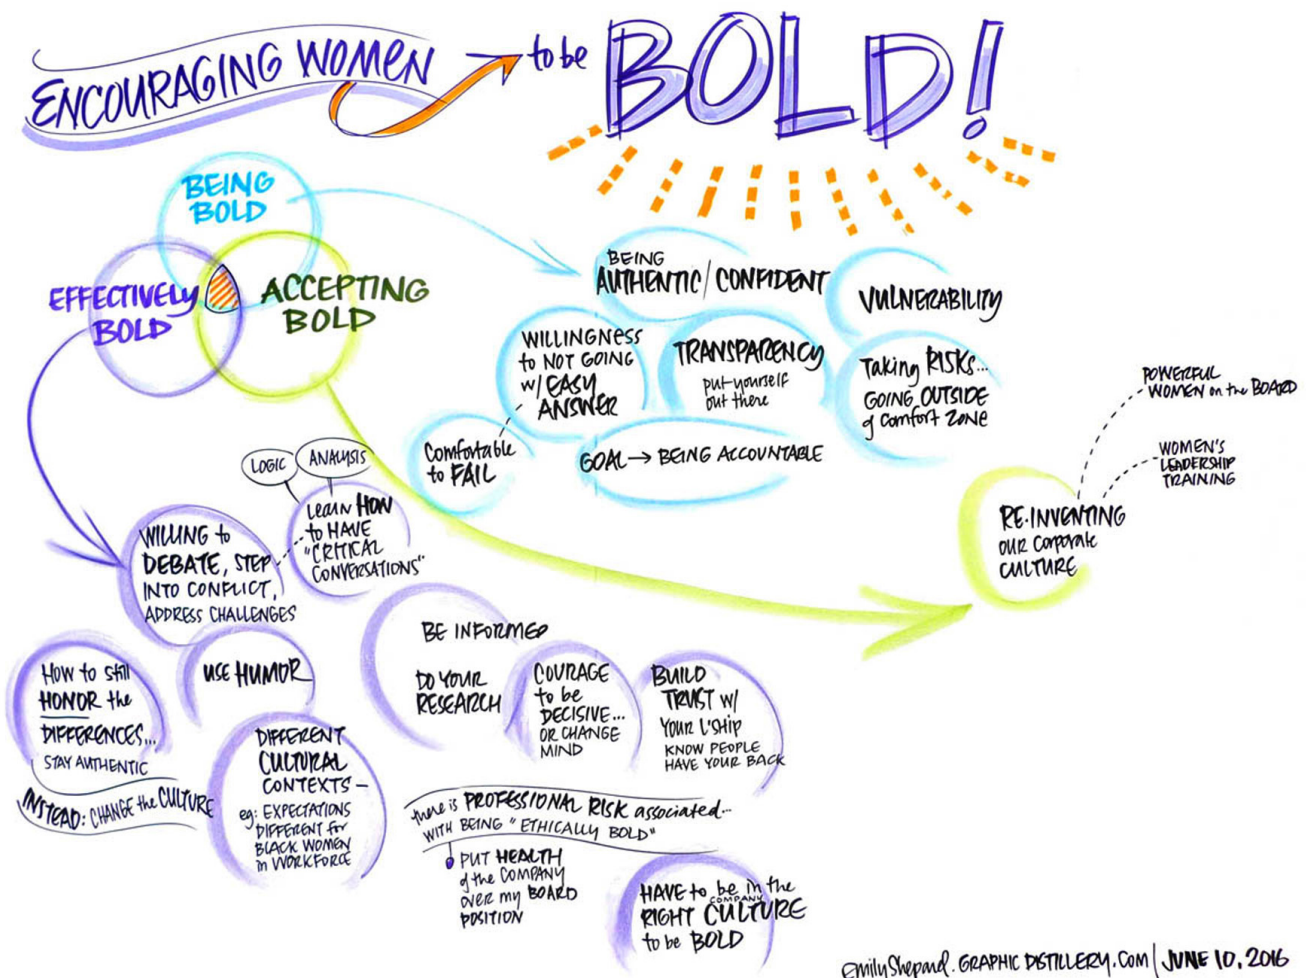 ENCOURAGING WOMEN
to be
BOLD!
BEING
BOLD
EFFECTIVELY
BOLD
ACCEPTING
BOLD
BEING
AUTHENTIC/CONFIDENT
VULNERABILITY
WILLINGNESS
to NOT GOING
w/ EASY
ANSWER
TRANSPARENCY
put yourself
out there
Taking RISKS...
GOING OUTSIDE
of comfort ZONE
Comfortable
to FAIL
GOAL → BEING ACCOUNTABLE
POWERFUL
WOMEN on the BOARD
WOMEN'S
LEADERSHIP
TRAINING
RE-INVENTING
OUR Corporate
CULTURE
LOGIC
ANALYSIS
Learn HOW
to HAVE
"CRITICAL
CONVERSATIONS"
WILLING to
DEBATE, STEP
INTO CONFLICT,
ADDRESS CHALLENGES
HOW to still
HONOR the
DIFFERENCES...
STAY AUTHENTIC
INSTEAD: CHANGE the CULTURE
USE HUMOR
DIFFERENT
CULTURAL
CONTEXTS –
eg: EXPECTATIONS
DIFFERENT for
BLACK WOMEN
in WORKFORCE
BE INFORMED
DO YOUR
RESEARCH
COURAGE
to be
DECISIVE...
OR CHANGE
MIND
BUILD
TRUST w/
YOUR L'SHIP
KNOW PEOPLE
HAVE YOUR BACK
there is PROFESSIONAL RISK associated...
WITH BEING "ETHICALLY BOLD"
PUT HEALTH
of the COMPANY
OVER my BOARD
POSITION
HAVE to be in the
COMPANY
RIGHT CULTURE
to be BOLD
emily Shepard. GRAPHIC DISTILLERY.COM | JUNE 10, 2016